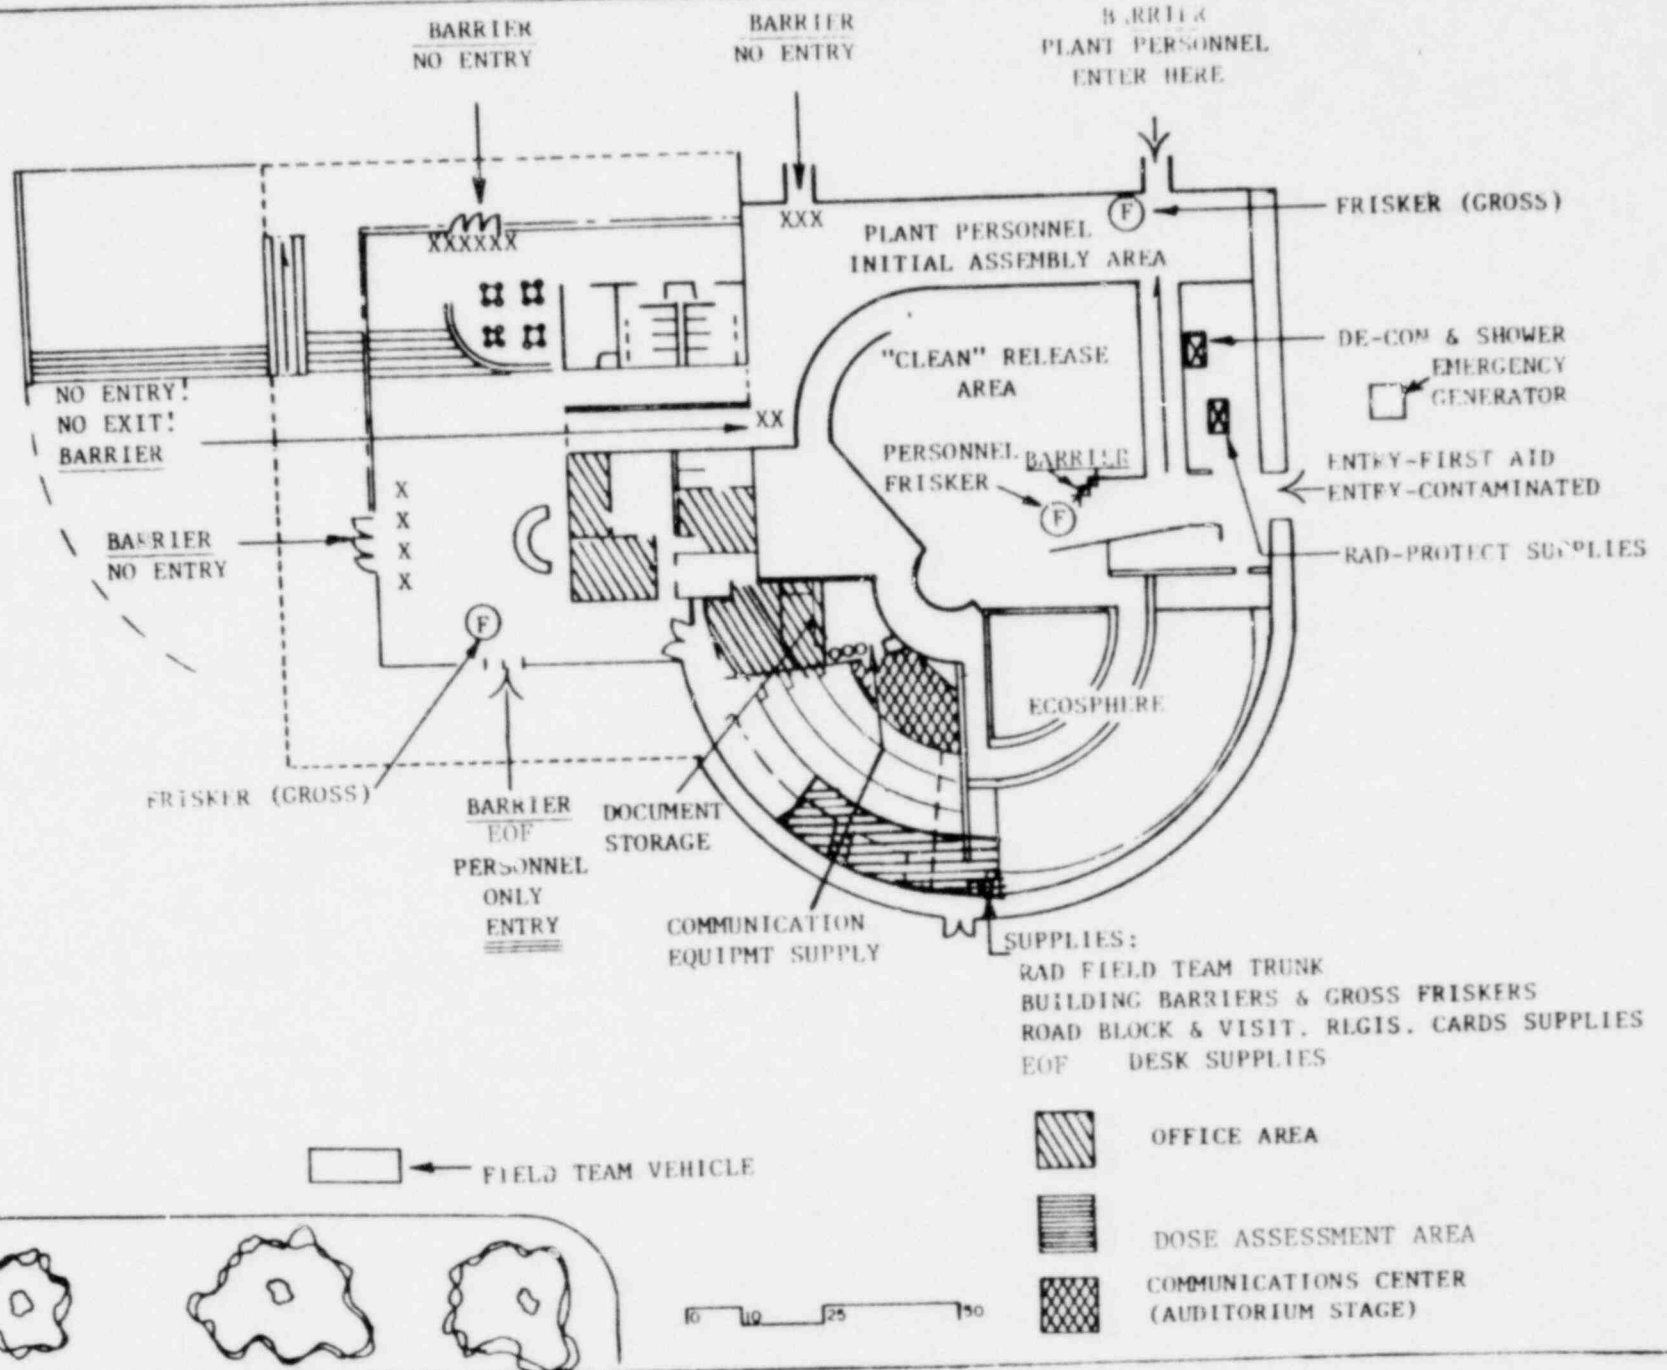 BARRIER
NO ENTRY
BARRIER
NO ENTRY
B RRIER
PLANT PERSONNEL
ENTER HERE
XXXXXX
XXX
F
FRISKER (GROSS)
PLANT PERSONNEL
INITIAL ASSEMBLY AREA
"CLEAN" RELEASE
AREA
DE-CON & SHOWER
EMERGENCY
GENERATOR
NO ENTRY!
NO EXIT!
BARRIER
XX
PERSONNEL
FRISKER
BARRIER
F
ENTRY-FIRST AID
ENTRY-CONTAMINATED
RAD-PROTECT SUPPLIES
BARRIER
NO ENTRY
X
X
X
X
F
ECOSPHERE
FRISKER (GROSS)
BARRIER
EOF
PERSONNEL
ONLY
ENTRY
DOCUMENT
STORAGE
COMMUNICATION
EQUIPMT SUPPLY
SUPPLIES:
RAD FIELD TEAM TRUNK
BUILDING BARRIERS & GROSS FRISKERS
ROAD BLOCK & VISIT. REGIS. CARDS SUPPLIES
EOF DESK SUPPLIES
OFFICE AREA
FIELD TEAM VEHICLE
DOSE ASSESSMENT AREA
COMMUNICATIONS CENTER
(AUDITORIUM STAGE)
0 10 25 50